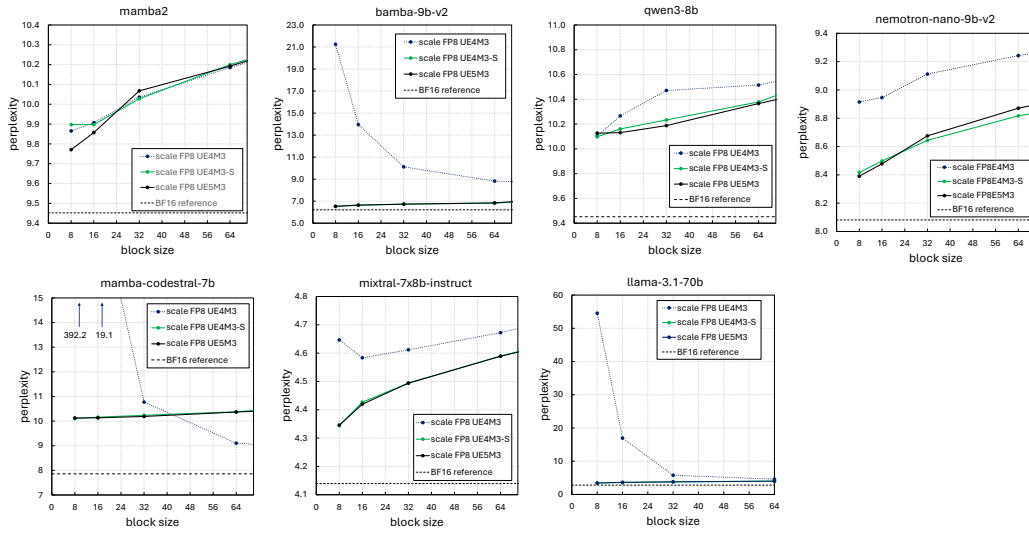 mamba2
10.4
10.3
10.2
10.1
10.0
9.9
9.8
9.7
9.6
9.5
9.4
perplexity
scale FP8 UE4M3
scale FP8 UE4M3-S
scale FP8 UE5M3
BF16 reference
0 8 16 24 32 40 48 56 64
block size
bamba-9b-v2
23.0
21.0
19.0
17.0
15.0
13.0
11.0
9.0
7.0
5.0
perplexity
scale FP8 UE4M3
scale FP8 UE4M3-S
scale FP8 UE5M3
BF16 reference
0 8 16 24 32 40 48 56 64
block size
qwen3-8b
11.0
10.8
10.6
10.4
10.2
10.0
9.8
9.6
9.4
perplexity
scale FP8 UE4M3
scale FP8 UE4M3-S
scale FP8 UE5M3
BF16 reference
0 8 16 24 32 40 48 56 64
block size
nemotron-nano-9b-v2
9.4
9.2
9.0
8.8
8.6
8.4
8.2
8.0
perplexity
scale FP8E4M3
scale FP8E4M3-S
scale FP8E5M3
BF16 reference
0 8 16 24 32 40 48 56 64
block size
mamba-codestral-7b
15
14
13
12
11
10
9
8
7
perplexity
392.2 19.1
scale FP8 UE4M3
scale FP8 UE4M3-S
scale FP8 UE5M3
BF16 reference
0 8 16 24 32 40 48 56 64
block size
mixtral-7x8b-instruct
4.8
4.7
4.6
4.5
4.4
4.3
4.2
4.1
perplexity
scale FP8 UE4M3
scale FP8 UE4M3-S
scale FP8 UE5M3
BF16 reference
0 8 16 24 32 40 48 56 64
block size
llama-3.1-70b
60
50
40
30
20
10
0
perplexity
scale FP8 UE4M3
scale FP8 UE4M3-S
scale FP8 UE5M3
BF16 reference
0 8 16 24 32 40 48 56 64
block size